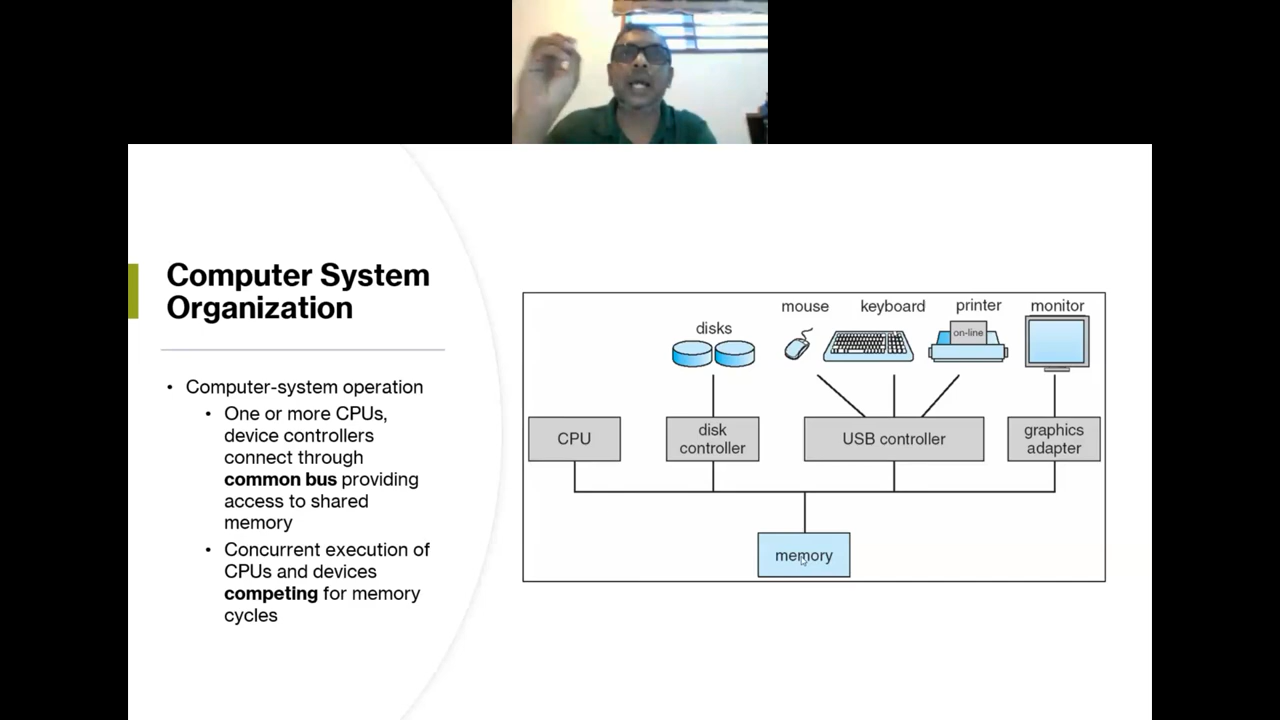 Computer System
Organization
• Computer-system operation
• One or more CPUs,
device controllers
connect through
common bus providing
access to shared
memory
• Concurrent execution of
CPUs and devices
competing for memory
cycles
mouse keyboard printer monitor
disks
on-line
CPU
disk
controller
USB controller
graphics
adapter
memory